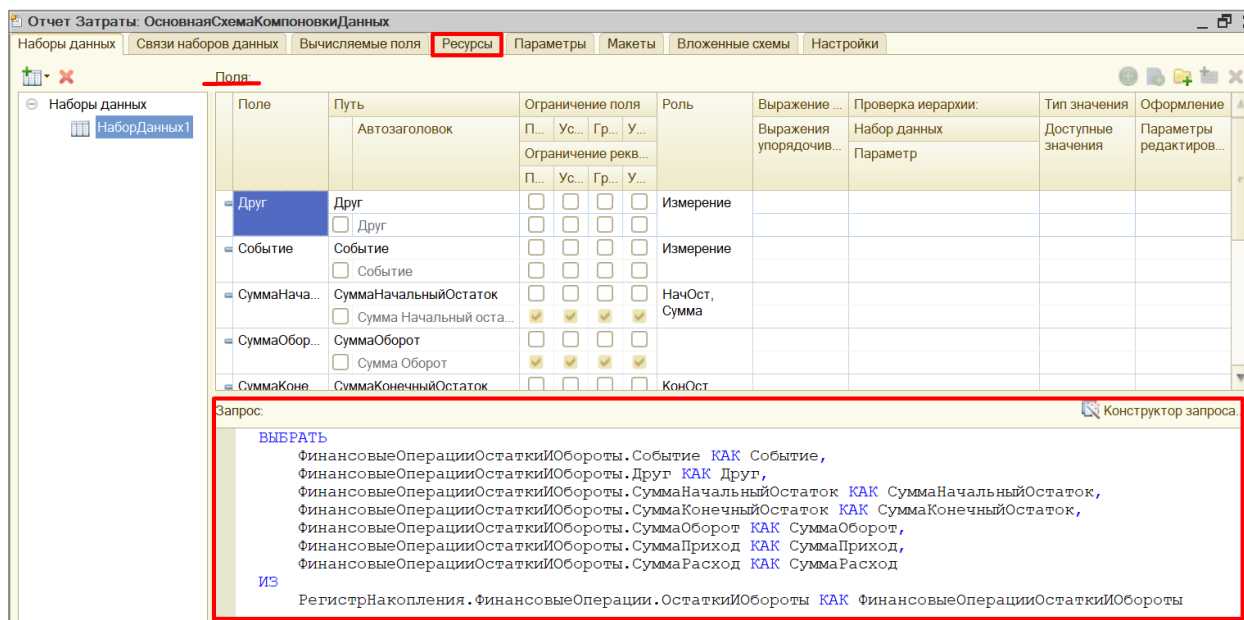 Отчет Затраты: ОсновнаяСхемаКомпоновкиДанных
Наборы данных Связи наборов данных Вычисляемые поля Ресурсы Параметры Макеты Вложенные схемы Настройки
Поля:
Наборы данных
НаборДанных1
Поле Путь Ограничение поля Роль Выражение ... Проверка иерархии: Тип значения Оформление
Автозаголовок П... Ус... Гр... У... Выражения упорядочив... Набор данных Доступные значения Параметры редактиров...
Ограничение рекв... Параметр
П... Ус... Гр... У...
Друг Друг Измерение
Друг
Событие Событие Измерение
Событие
СуммаНача... СуммаНачальныйОстаток НачОст,
Сумма Начальный оста... Сумма
СуммаОбор... СуммаОборот
Сумма Оборот
СуммаКоне СуммаКонечныйОстаток КонОст
Запрос: Конструктор запроса...
ВЫБРАТЬ
ФинансовыеОперацииОстаткиИОбороты.Событие КАК Событие,
ФинансовыеОперацииОстаткиИОбороты.Друг КАК Друг,
ФинансовыеОперацииОстаткиИОбороты.СуммаНачальныйОстаток КАК СуммаНачальныйОстаток,
ФинансовыеОперацииОстаткиИОбороты.СуммаКонечныйОстаток КАК СуммаКонечныйОстаток,
ФинансовыеОперацииОстаткиИОбороты.СуммаОборот КАК СуммаОборот,
ФинансовыеОперацииОстаткиИОбороты.СуммаПриход КАК СуммаПриход,
ФинансовыеОперацииОстаткиИОбороты.СуммаРасход КАК СуммаРасход
ИЗ
РегистрНакопления.ФинансовыеОперации.ОстаткиИОбороты КАК ФинансовыеОперацииОстаткиИОбороты